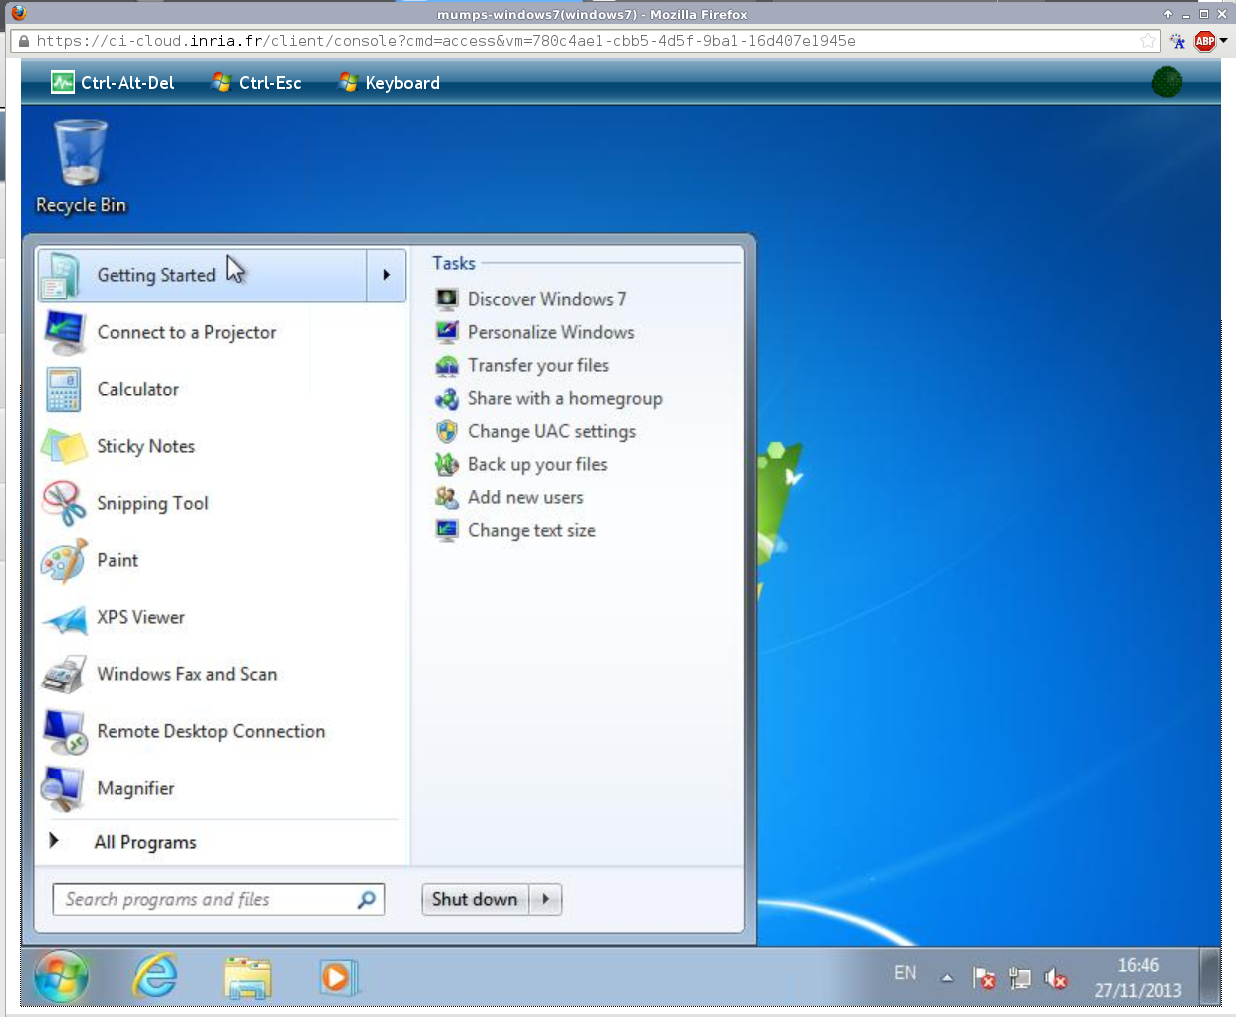 mumps-windows7(windows7) - Mozilla Firefox
https://ci-cloud.inria.fr/client/console?cmd=access&vm=780c4ae1-cbb5-4d5f-9ba1-16d407e1945e
ABP
Ctrl-Alt-Del
Ctrl-Esc
Keyboard
Recycle Bin
Getting Started
Connect to a Projector
Calculator
Sticky Notes
Snipping Tool
Paint
XPS Viewer
Windows Fax and Scan
Remote Desktop Connection
Magnifier
All Programs
Search programs and files
Tasks
Discover Windows 7
Personalize Windows
Transfer your files
Share with a homegroup
Change UAC settings
Back up your files
Add new users
Change text size
Shut down
EN
16:46
27/11/2013